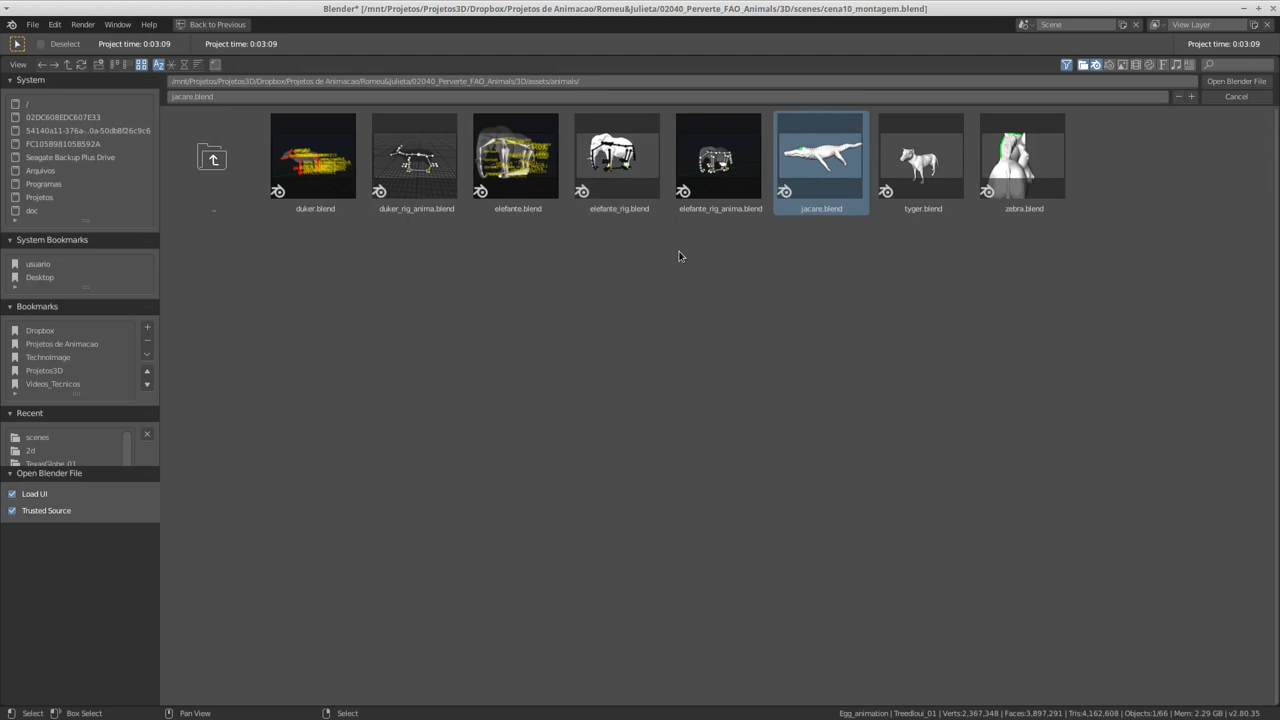 Blender* [/mnt/Projetos/Projetos3D/Dropbox/Projetos de Animacao/Romeu&Julieta/02040_Perverte_FAO_Animals/3D/scenes/cena10_montagem.blend]
File Edit Render Window Help Back to Previous Scene View Layer
Deselect Project time: 0:03:09 Project time: 0:03:09 Project time: 0:03:09
View
System
/mnt/Projetos/Projetos3D/Dropbox/Projetos de Animacao/Romeu&Julieta/02040_Perverte_FAO_Animals/3D/assets/animals/ Open Blender File
jacare.blend Cancel
/
02DC608EDC607E33
54140a11-376a-..0a-50db8f26c9c6
FC105B98105B592A
Seagate Backup Plus Drive
Arquivos
Programas
Projetos
doc
..
duker.blend duker_rig_anima.blend elefante.blend elefante_rig.blend elefante_rig_anima.blend jacare.blend tyger.blend zebra.blend
System Bookmarks
usuario
Desktop
Bookmarks
Dropbox
Projetos de Animacao
TechnoImage
Projetos3D
Videos_Tecnicos
Recent
scenes
2d
TexasGlobe_01
Open Blender File
Load UI
Trusted Source
Select Box Select Pan View Select Egg_animation | Treedloui_01 | Verts:2,367,348 | Faces:3,897,291 | Tris:4,162,608 | Objects:1/66 | Mem: 2.29 GB | v2.80.35